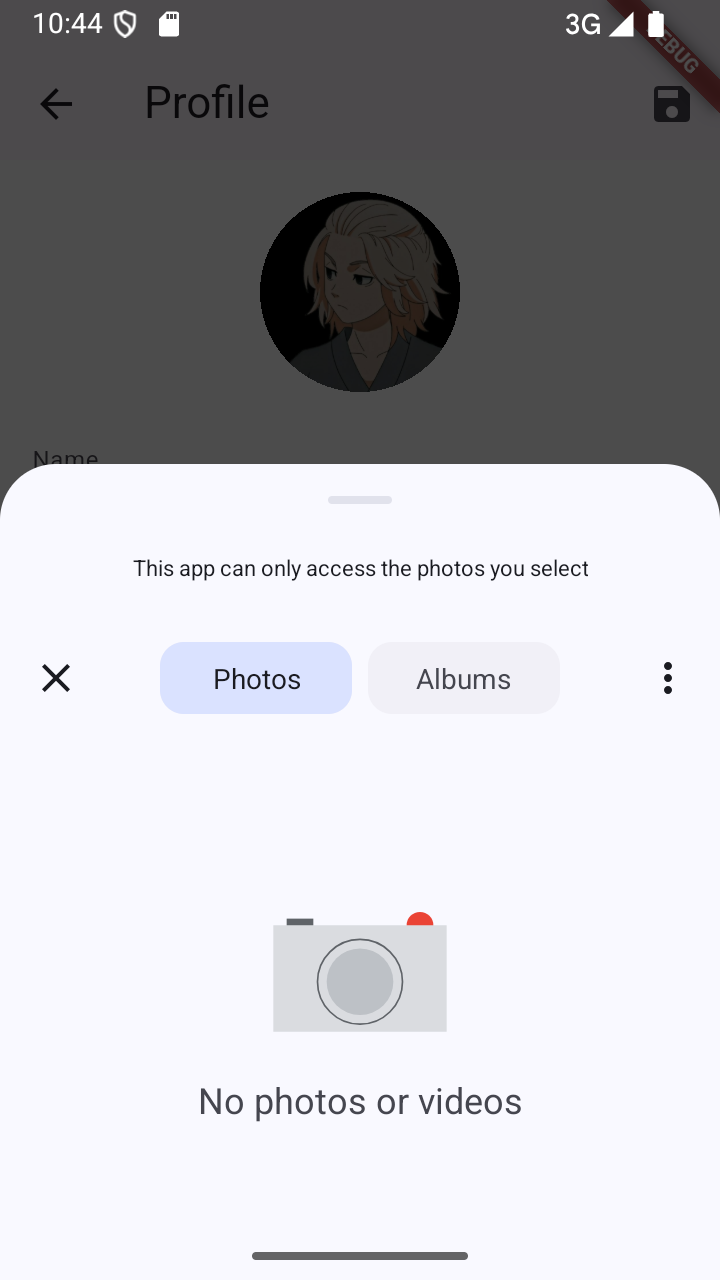 10:44
3G
DEBUG
Profile
Name
This app can only access the photos you select
Photos
Albums
No photos or videos